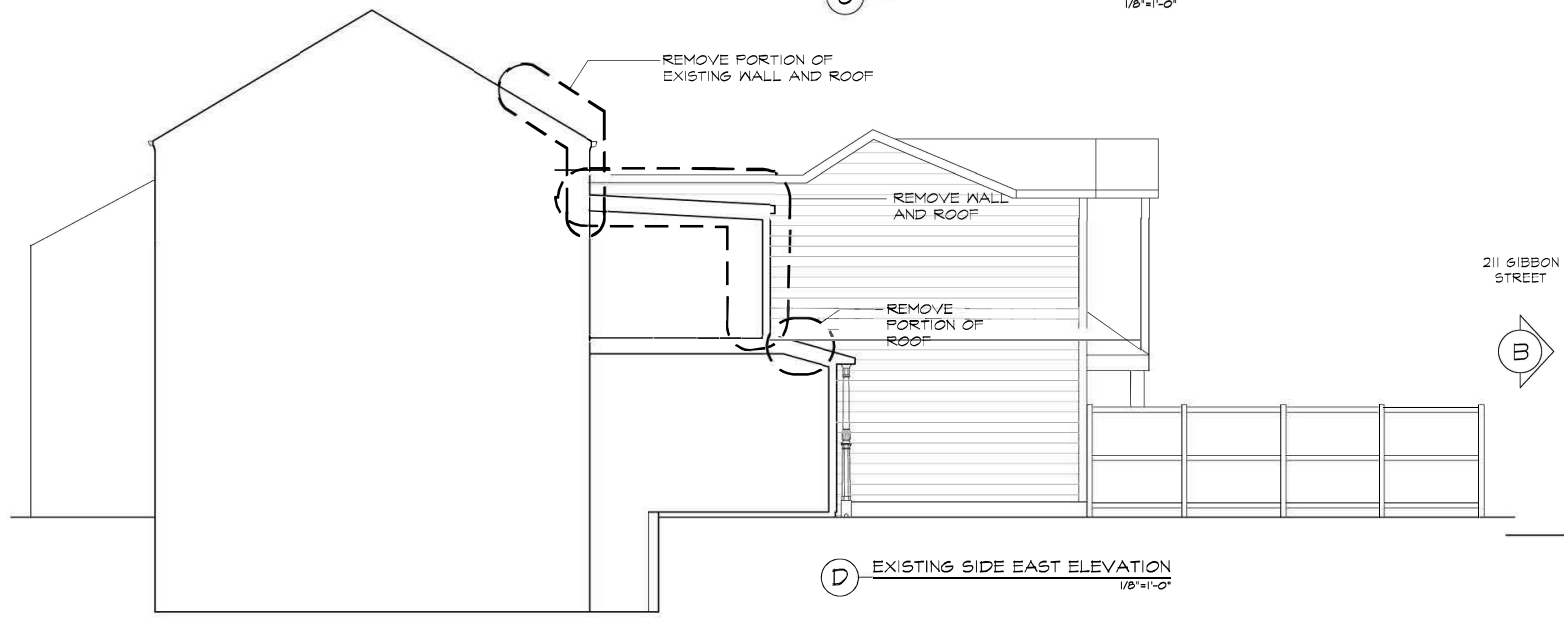 1/8"=1'-0"
REMOVE PORTION OF
EXISTING WALL AND ROOF
REMOVE WALL
AND ROOF
211 GIBBON
STREET
REMOVE
PORTION OF
ROOF
B
D EXISTING SIDE EAST ELEVATION
1/8"=1'-0"